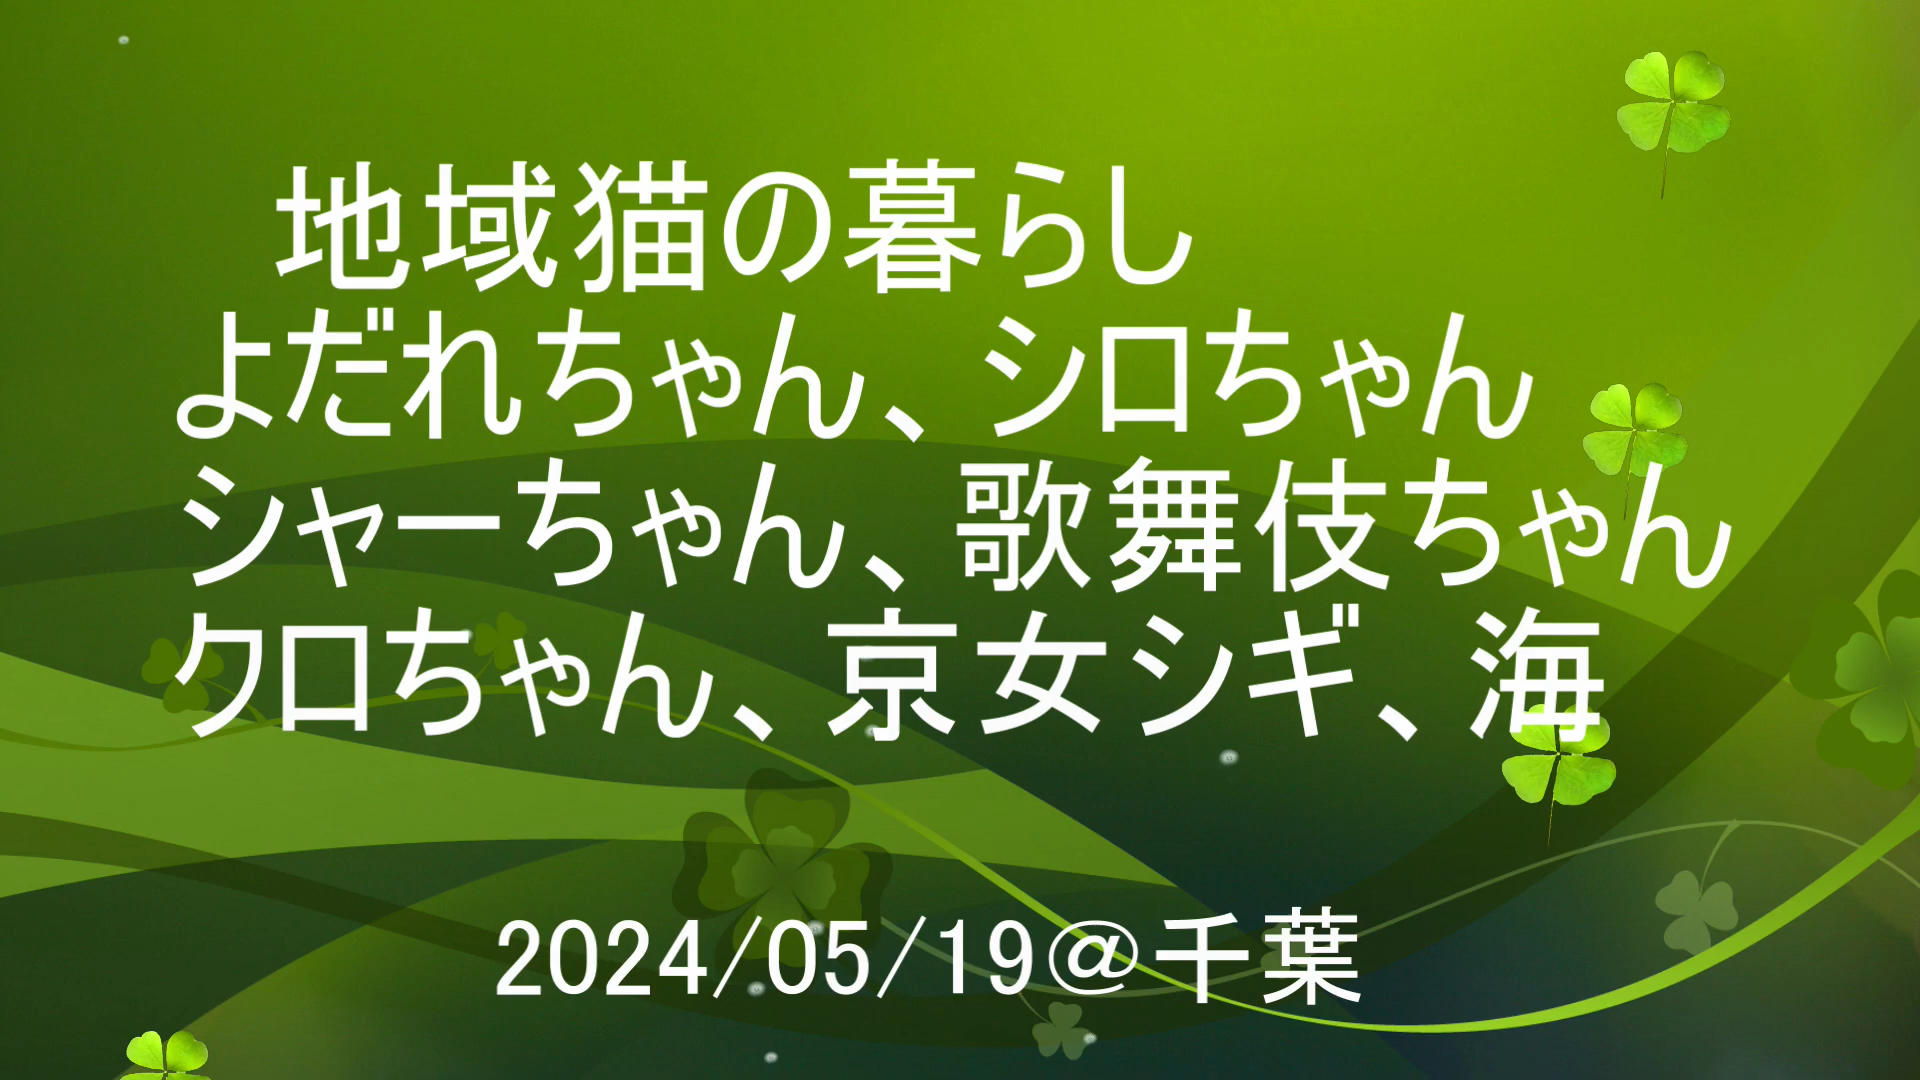 地域猫の暮らし
よだれちゃん、シロちゃん
シャーちゃん、歌舞伎ちゃん
クロちゃん、京女シギ、海
2024/05/19＠千葉